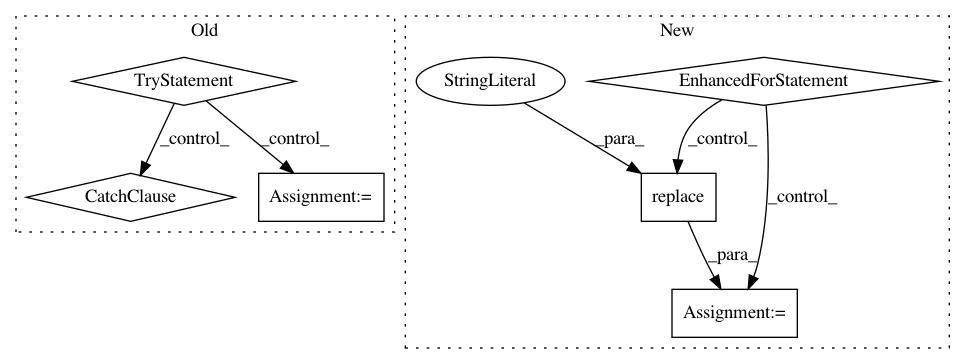 Old
New
TryStatement
StringLiteral
EnhancedForStatement
_control_
_control_
_para_
_control_
CatchClause
Assignment:=
replace
_control_
_para_
Assignment:=